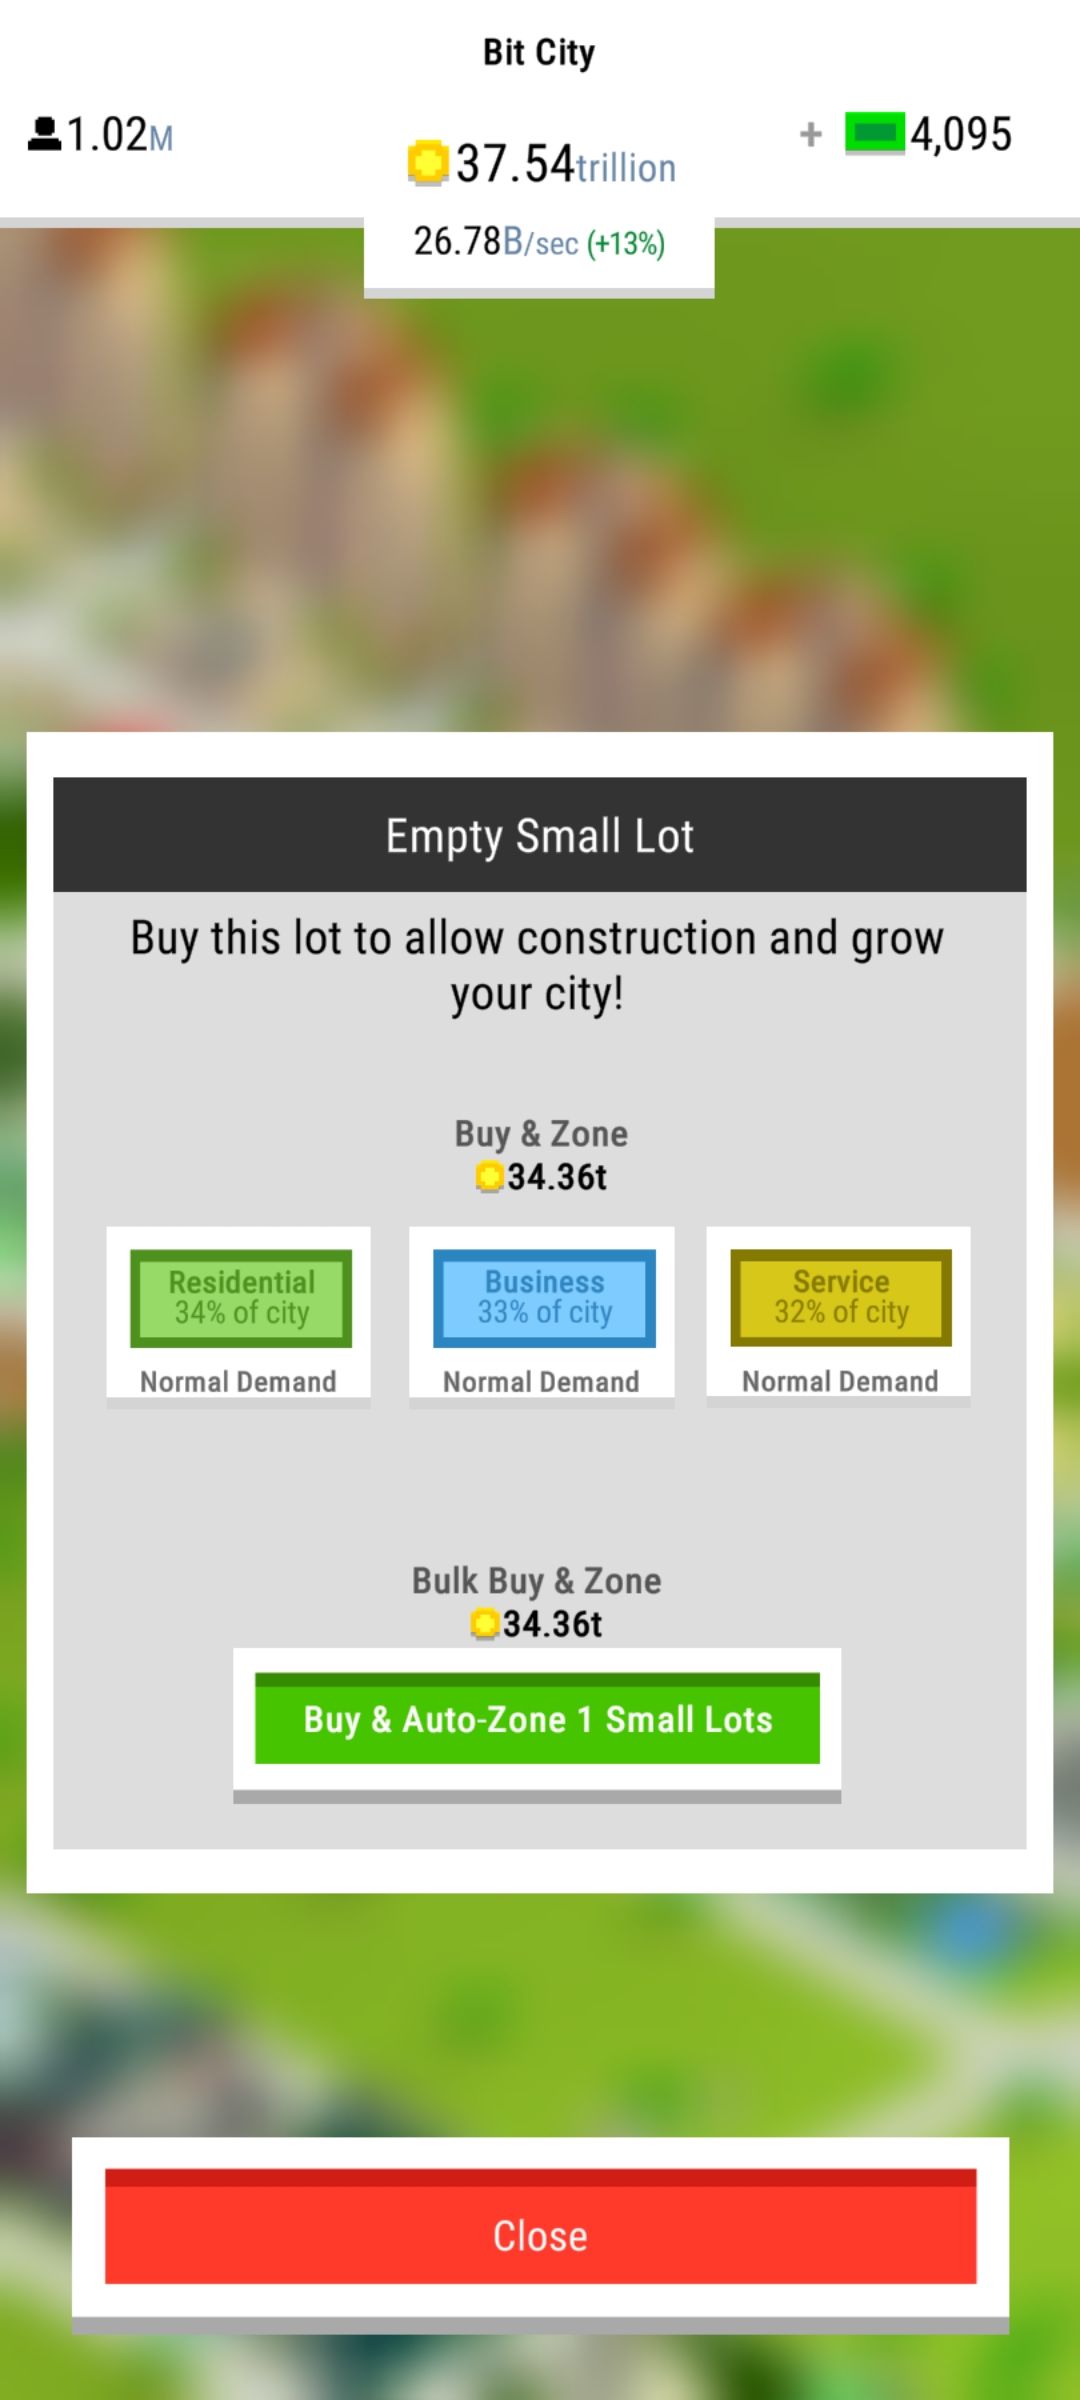 Bit City
1.02M
37.54trillion
+ 4,095
26.78B/sec (+13%)
Empty Small Lot
Buy this lot to allow construction and grow
your city!
Buy & Zone
34.36t
Residential
34% of city
Normal Demand
Business
33% of city
Normal Demand
Service
32% of city
Normal Demand
Bulk Buy & Zone
34.36t
Buy & Auto-Zone 1 Small Lots
Close